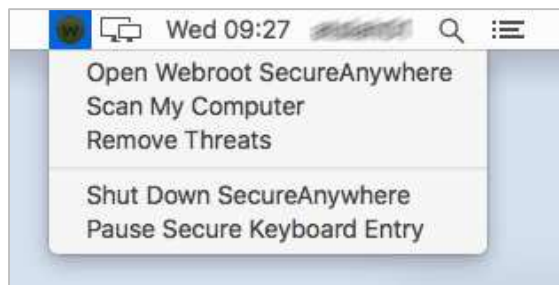 W Wed 09:27
Open Webroot SecureAnywhere
Scan My Computer
Remove Threats
Shut Down SecureAnywhere
Pause Secure Keyboard Entry